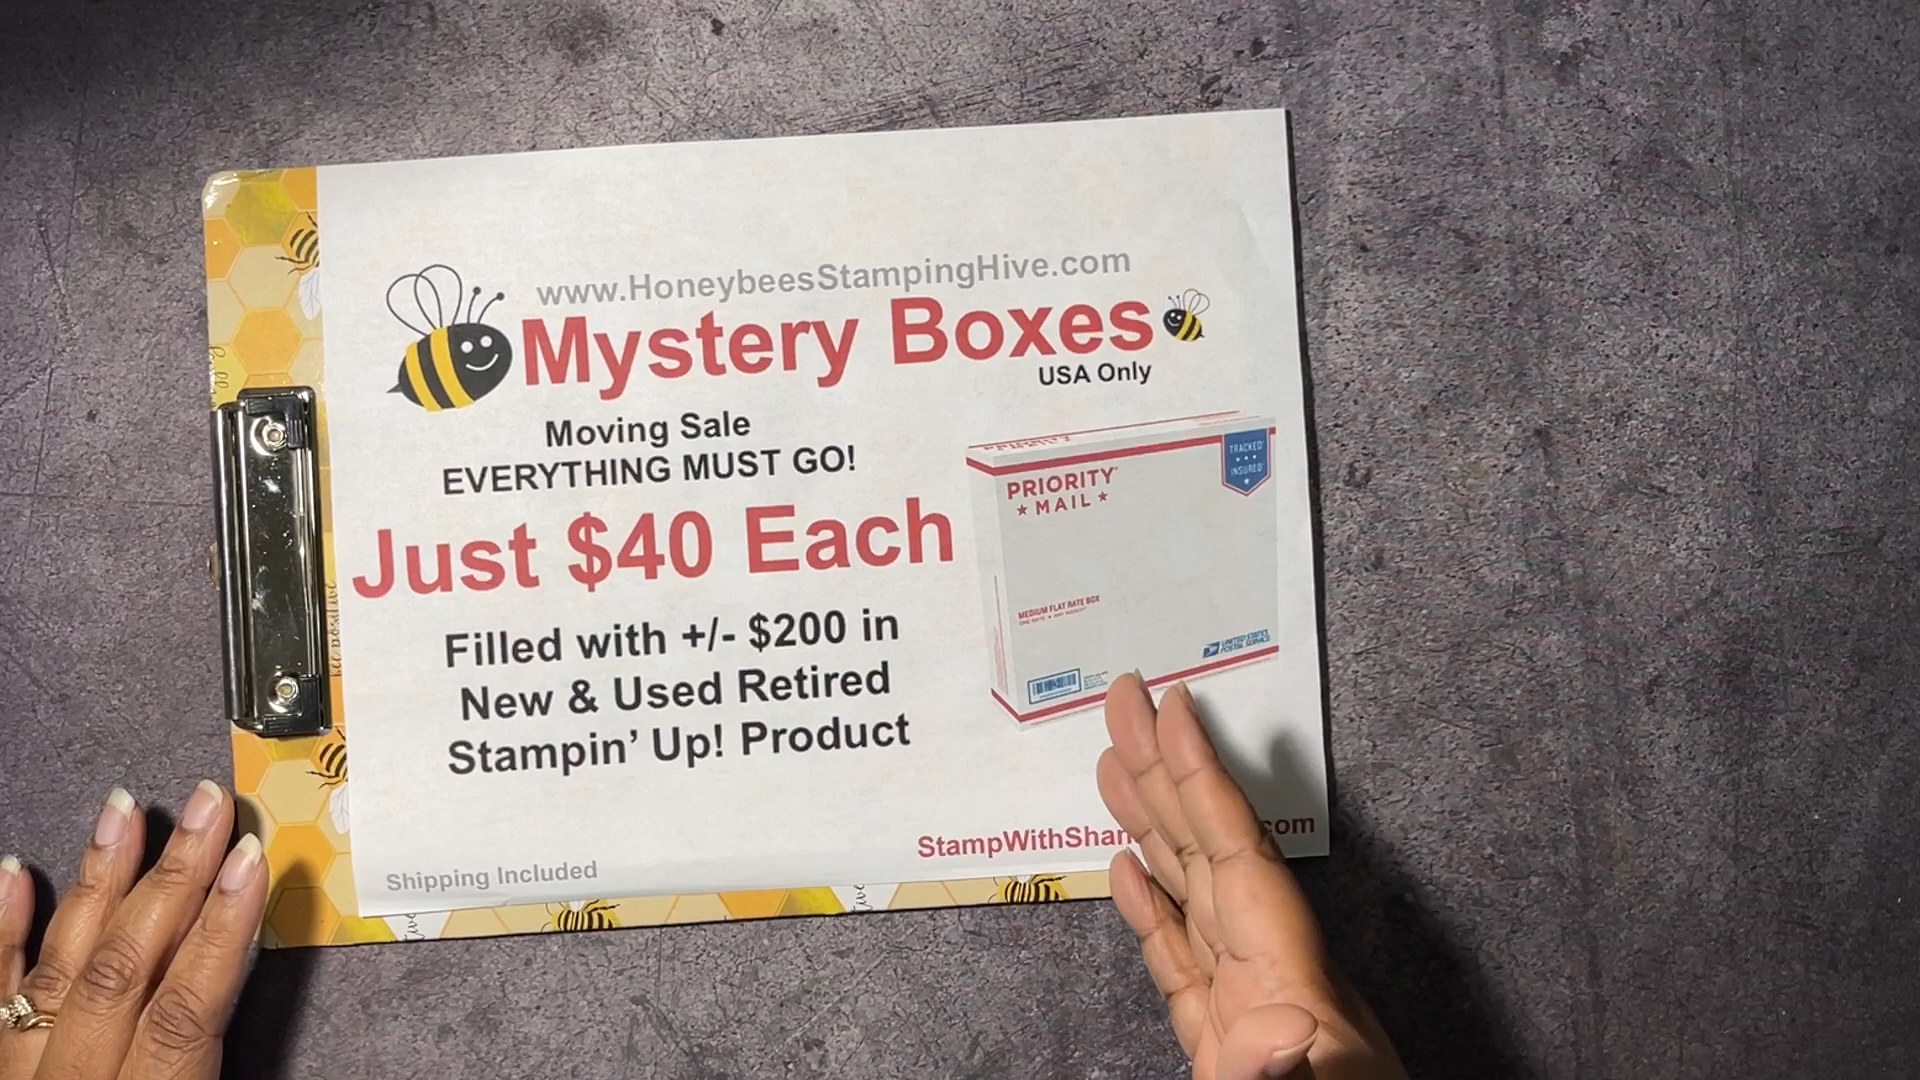 www.HoneybeesStampingHive.com
Mystery Boxes
USA Only
Moving Sale
EVERYTHING MUST GO!
Just $40 Each
Filled with +/- $200 in
New & Used Retired
Stampin’ Up! Product
PRIORITY
TRACKED
INSURED
PRIORITY
★ MAIL ★
MEDIUM FLAT RATE BOX
UNITED STATES
POSTAL SERVICE
StampWithShan com
Shipping Included